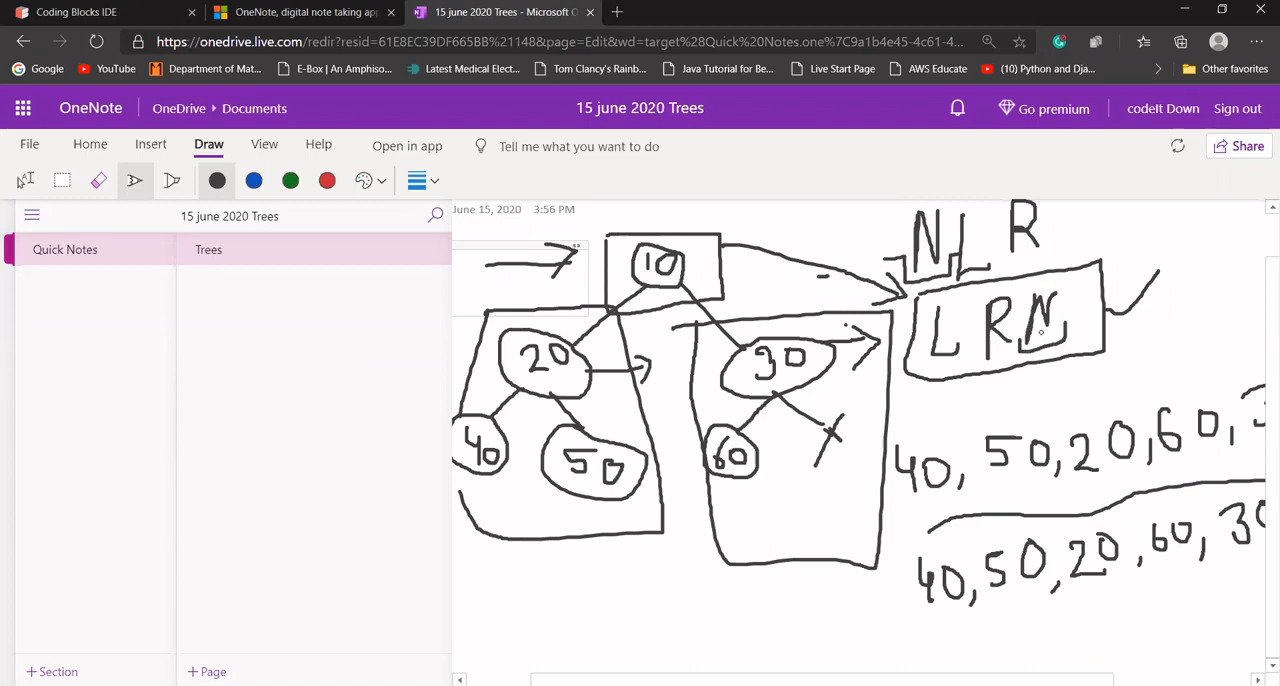 Coding Blocks IDE
OneNote, digital note taking ap
15 june 2020 Trees - Microsoft O
https://onedrive.live.com/redir?resid=61E8EC39DF665BB%21148&page=Edit&wd=target%28Quick%20Notes.one%7C9a1b4e45-4c61-4...
Google
YouTube
Department of Mat...
E-Box | An Amphiso...
Latest Medical Elect...
Tom Clancy's Rainb...
Java Tutorial for Be...
Live Start Page
AWS Educate
(10) Python and Dja...
Other favorites
OneNote
OneDrive
Documents
15 june 2020 Trees
Go premium
codeIt Down
Sign out
File
Home
Insert
Draw
View
Help
Open in app
Tell me what you want to do
Share
15 june 2020 Trees
Quick Notes
Trees
+ Section
+ Page
June 15, 2020 3:56 PM
N L R
L R N
10
20
30
40
50
60
40, 50, 20, 60,
40, 50, 20, 60, 30